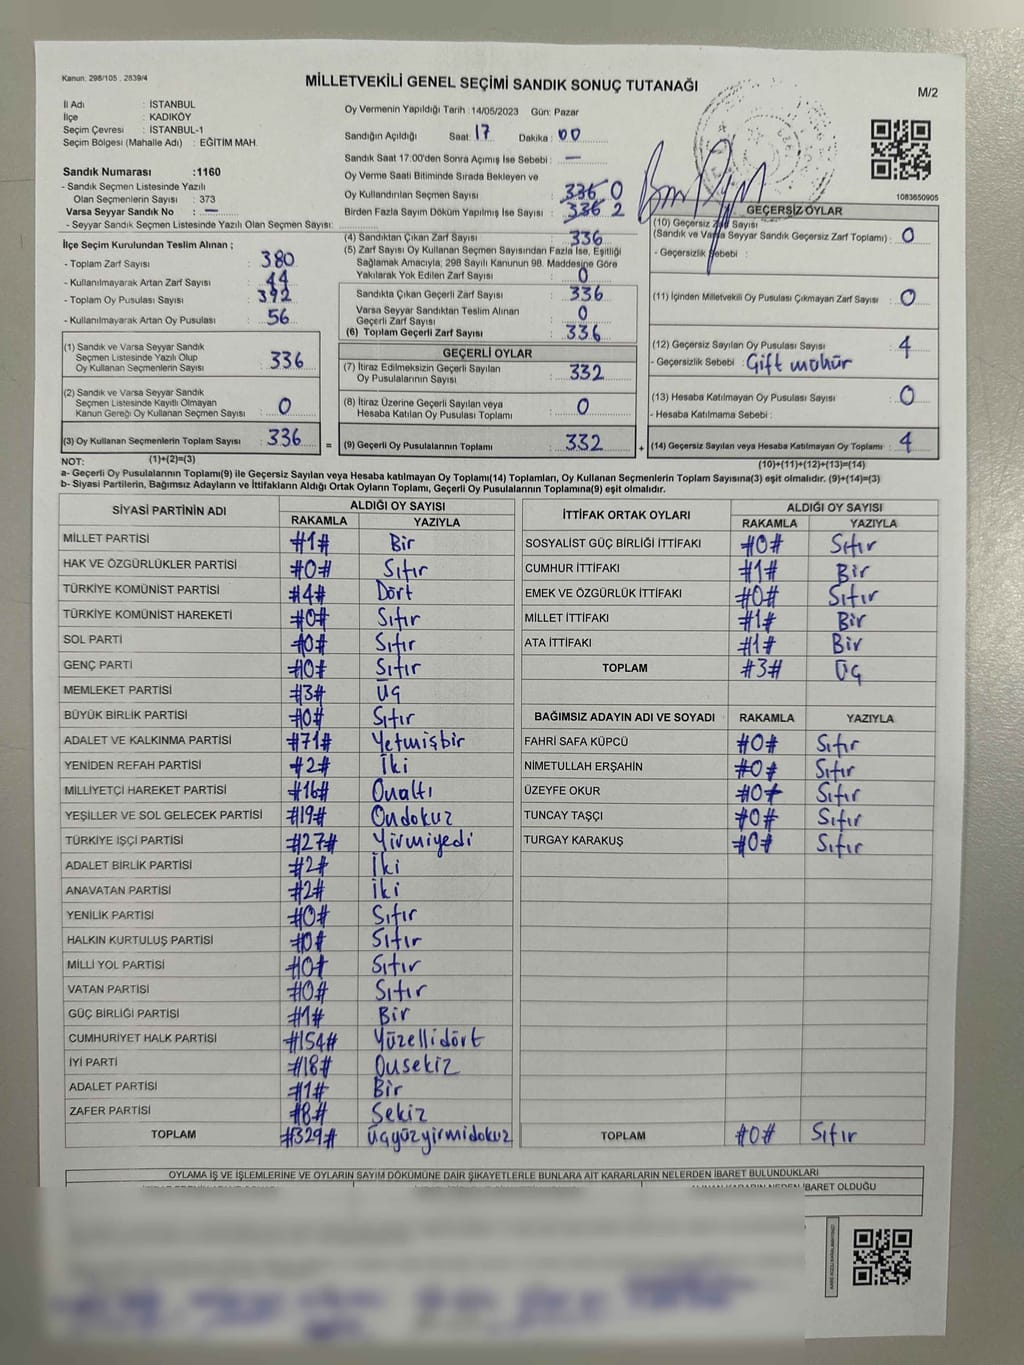 Kanun: 298/105 , 2839/4
MİLLETVEKİLİ GENEL SEÇİMİ SANDIK SONUÇ TUTANAĞI
M/2
İl Adı : İSTANBUL
İlçe : KADIKÖY
Seçim Çevresi : İSTANBUL-1
Seçim Bölgesi (Mahalle Adı) : EĞİTİM MAH.
Sandık Numarası :1160
- Sandık Seçmen Listesinde Yazılı
Olan Seçmenlerin Sayısı : 373
Varsa Seyyar Sandık No : —
- Seyyar Sandık Seçmen Listesinde Yazılı Olan Seçmen Sayısı:
İlçe Seçim Kurulundan Teslim Alınan ;
- Toplam Zarf Sayısı : 380
- Kullanılmayarak Artan Zarf Sayısı : 44
- Toplam Oy Pusulası Sayısı : 392
- Kullanılmayarak Artan Oy Pusulası : 56
(1) Sandık ve Varsa Seyyar Sandık
Seçmen Listesinde Yazılı Olup
Oy Kullanan Seçmenlerin Sayısı : 336
(2) Sandık ve Varsa Seyyar Sandık
Seçmen Listesinde Kayıtlı Olmayan
Kanun Gereği Oy Kullanan Seçmen Sayısı : 0
(3) Oy Kullanan Seçmenlerin Toplam Sayısı : 336
Oy Vermenin Yapıldığı Tarih : 14/05/2023 Gün: Pazar
Sandığın Açıldığı Saat: 17 Dakika : 00
Sandık Saat 17:00'den Sonra Açımış İse Sebebi : —
Oy Verme Saati Bitiminde Sırada Bekleyen ve
Oy Kullandırılan Seçmen Sayısı : 336 0
Birden Fazla Sayım Döküm Yapılmış İse Sayısı : 336 2
(4) Sandıktan Çıkan Zarf Sayısı : 336
(5) Zarf Sayısı Oy Kullanan Seçmen Sayısından Fazla İse, Eşitliği
Sağlamak Amacıyla; 298 Sayılı Kanunun 98. Maddesine Göre
Yakılarak Yok Edilen Zarf Sayısı : 0
Sandıkta Çıkan Geçerli Zarf Sayısı : 336
Varsa Seyyar Sandıktan Teslim Alınan
Geçerli Zarf Sayısı : 0
(6) Toplam Geçerli Zarf Sayısı : 336
GEÇERLİ OYLAR
(7) İtiraz Edilmeksizin Geçerli Sayılan
Oy Pusulalarının Sayısı : 332
(8) İtiraz Üzerine Geçerli Sayılan veya
Hesaba Katılan Oy Pusulası Toplamı : 0
= (9) Geçerli Oy Pusulalarının Toplamı : 332
1083650905
GEÇERSİZ OYLAR
(10) Geçersiz Zarf Sayısı
(Sandık ve Varsa Seyyar Sandık Geçersiz Zarf Toplamı) : 0
- Geçersizlik Sebebi :
(11) İçinden Milletvekili Oy Pusulası Çıkmayan Zarf Sayısı : 0
(12) Geçersiz Sayılan Oy Pusulası Sayısı : 4
- Geçersizlik Sebebi : Çift mühür
(13) Hesaba Katılmayan Oy Pusulası Sayısı : 0
- Hesaba Katılmama Sebebi :
+ (14) Geçersiz Sayılan veya Hesaba Katılmayan Oy Toplamı : 4
NOT: (1)+(2)=(3)
(10)+(11)+(12)+(13)=(14)
a- Geçerli Oy Pusulalarının Toplamı(9) ile Geçersiz Sayılan veya Hesaba katılmayan Oy Toplamı(14) Toplamları, Oy Kullanan Seçmenlerin Toplam Sayısına(3) eşit olmalıdır. (9)+(14)=(3)
b- Siyasi Partilerin, Bağımsız Adayların ve İttifakların Aldığı Ortak Oyların Toplamı, Geçerli Oy Pusulalarının Toplamına(9) eşit olmalıdır.
SİYASİ PARTİNİN ADI ALDIĞI OY SAYISI
RAKAMLA YAZIYLA
MİLLET PARTİSİ #1# Bir
HAK VE ÖZGÜRLÜKLER PARTİSİ #0# Sıfır
TÜRKİYE KOMÜNİST PARTİSİ #4# Dört
TÜRKİYE KOMÜNİST HAREKETİ #0# Sıfır
SOL PARTİ #0# Sıfır
GENÇ PARTİ #0# Sıfır
MEMLEKET PARTİSİ #3# Üç
BÜYÜK BİRLİK PARTİSİ #0# Sıfır
ADALET VE KALKINMA PARTİSİ #71# Yetmişbir
YENİDEN REFAH PARTİSİ #2# İki
MİLLİYETÇİ HAREKET PARTİSİ #16# Onaltı
YEŞİLLER VE SOL GELECEK PARTİSİ #19# Ondokuz
TÜRKİYE İŞÇİ PARTİSİ #27# Yirmiyedi
ADALET BİRLİK PARTİSİ #2# İki
ANAVATAN PARTİSİ #2# İki
YENİLİK PARTİSİ #0# Sıfır
HALKIN KURTULUŞ PARTİSİ #0# Sıfır
MİLLİ YOL PARTİSİ #0# Sıfır
VATAN PARTİSİ #0# Sıfır
GÜÇ BİRLİĞİ PARTİSİ #1# Bir
CUMHURİYET HALK PARTİSİ #154# Yüzellidört
İYİ PARTİ #18# Onsekiz
ADALET PARTİSİ #1# Bir
ZAFER PARTİSİ #8# Sekiz
TOPLAM #329# Üçyüzyirmidokuz
İTTİFAK ORTAK OYLARI ALDIĞI OY SAYISI
RAKAMLA YAZIYLA
SOSYALİST GÜÇ BİRLİĞİ İTTİFAKI #0# Sıfır
CUMHUR İTTİFAKI #1# Bir
EMEK VE ÖZGÜRLÜK İTTİFAKI #0# Sıfır
MİLLET İTTİFAKI #1# Bir
ATA İTTİFAKI #1# Bir
TOPLAM #3# Üç
BAĞIMSIZ ADAYIN ADI VE SOYADI RAKAMLA YAZIYLA
FAHRİ SAFA KÜPCÜ #0# Sıfır
NİMETULLAH ERŞAHİN #0# Sıfır
ÜZEYFE OKUR #0# Sıfır
TUNCAY TAŞÇI #0# Sıfır
TURGAY KARAKUŞ #0# Sıfır
TOPLAM #0# Sıfır
OYLAMA İŞ VE İŞLEMLERİNE VE OYLARIN SAYIM DÖKÜMÜNE DAİR ŞİKAYETLERLE BUNLARA AİT KARARLARIN NELERDEN İBARET BULUNDUKLARI
İBARET OLDUĞU